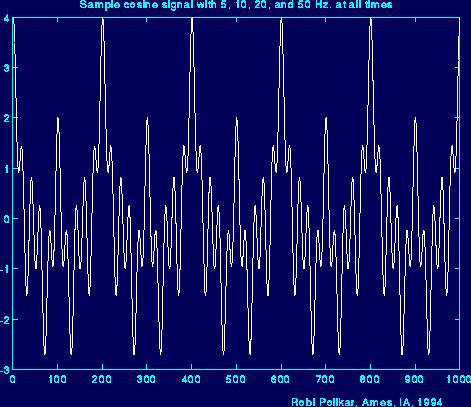 Sample cosine signal with 5, 10, 20, and 50 Hz. at all times
4
3
2
1
0
-1
-2
-3
0 100 200 300 400 500 600 700 800 900 1000
Robi Polikar, Ames, IA, 1994